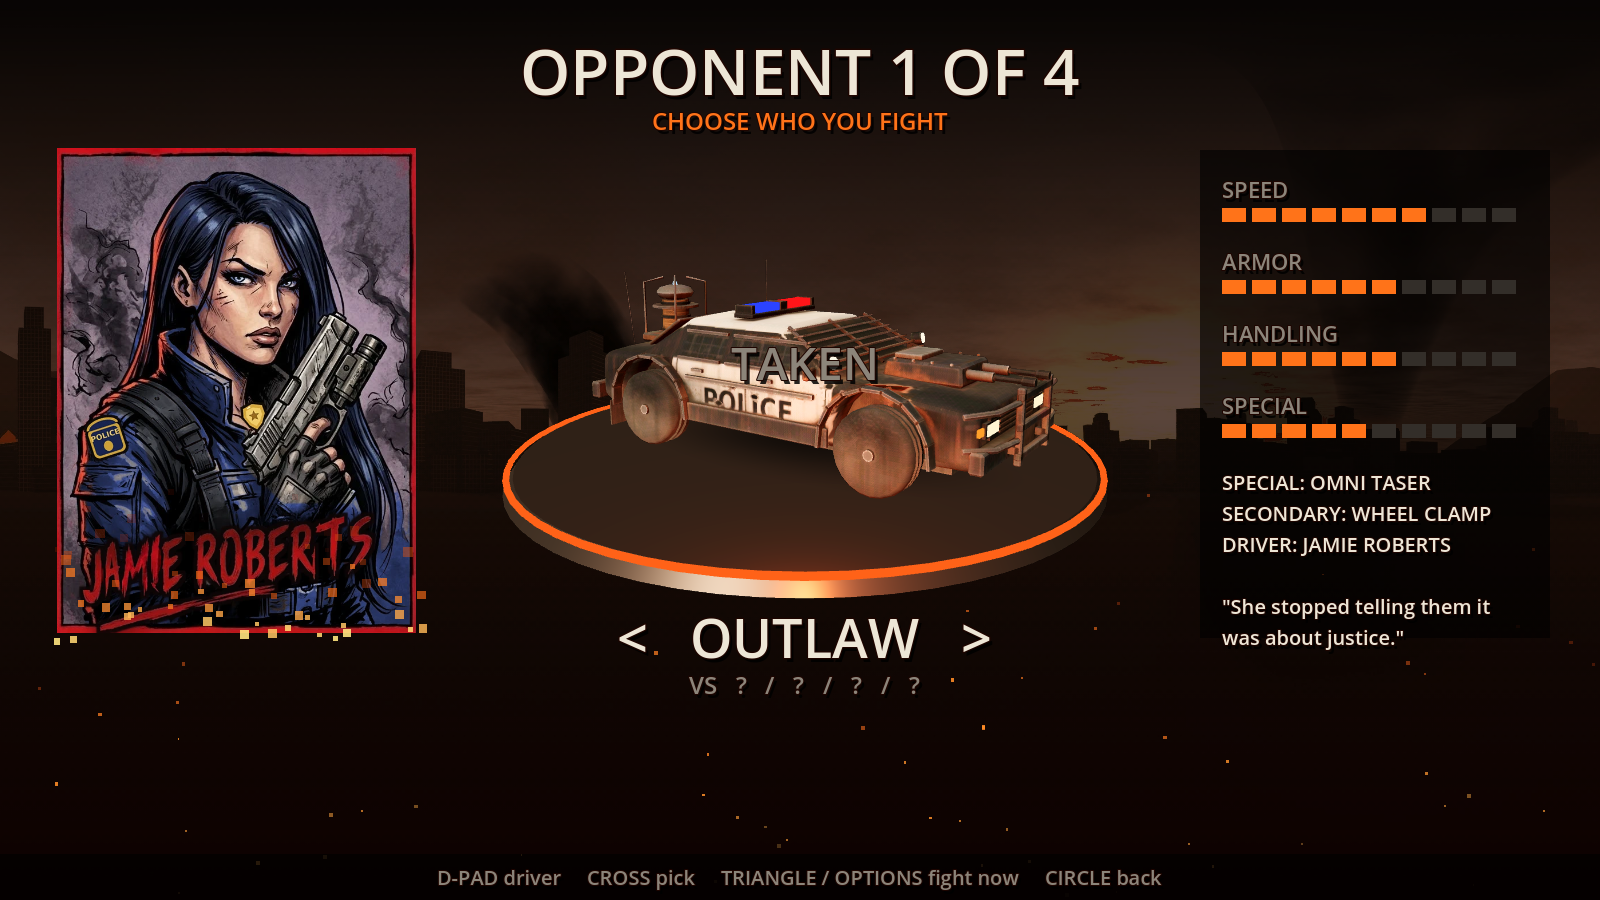 OPPONENT 1 OF 4
CHOOSE WHO YOU FIGHT
POLICE
JAMIE ROBERTS
TAKEN
POLiCE
< OUTLAW >
VS ? / ? / ? / ?
SPEED
ARMOR
HANDLING
SPECIAL
SPECIAL: OMNI TASER
SECONDARY: WHEEL CLAMP
DRIVER: JAMIE ROBERTS
"She stopped telling them it
was about justice."
D-PAD driver CROSS pick TRIANGLE / OPTIONS fight now CIRCLE back